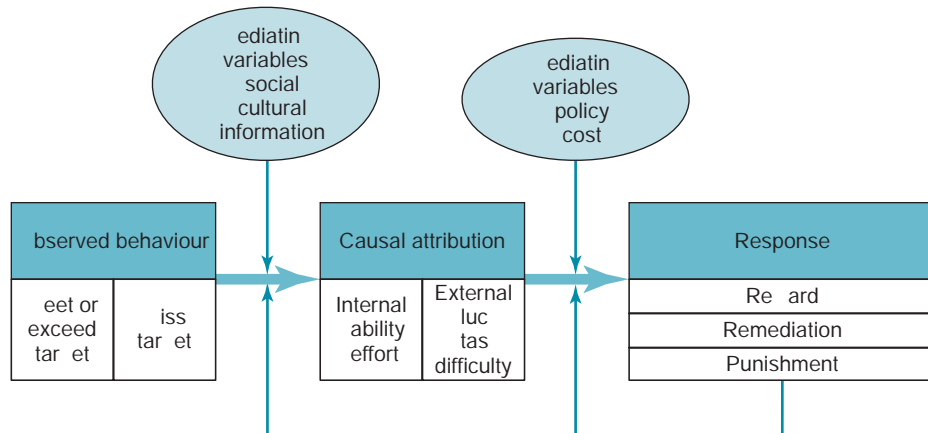 ediatin
variables
social
cultural
information
ediatin
variables
policy
cost
bserved behaviour
Causal attribution
Response
eet or
exceed
tar et
iss
tar et
Internal
ability
effort
External
luc
tas
difficulty
Re ard
Remediation
Punishment